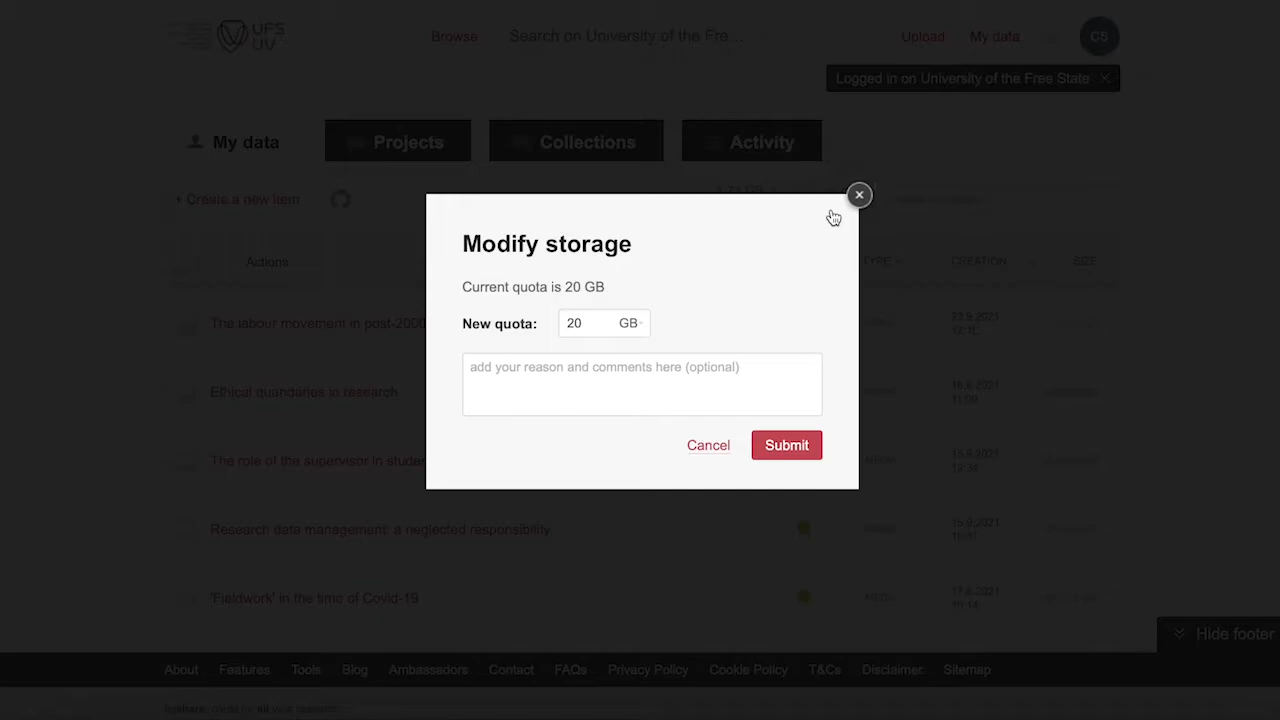 UFS
UV
Browse
Search on University of the Fre...
Upload
My data
CS
Logged in on University of the Free State ×
My data
Projects
Collections
Activity
+ Create a new item
Actions
TYPE
CREATION
SIZE
Modify storage
Current quota is 20 GB
New quota: 20 GB
add your reason and comments here (optional)
Cancel
Submit
The labour movement in post-2000
Ethical quandaries in research
The role of the supervisor in stude
Research data management: a neglected responsibility
'Fieldwork' in the time of Covid-19
Hide footer
About Features Tools Blog Ambassadors Contact FAQs Privacy Policy Cookie Policy T&Cs Disclaimer Sitemap